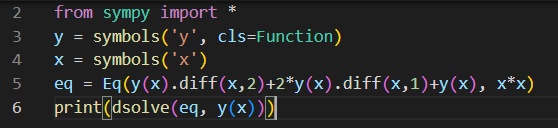 2 from sympy import *
3 y = symbols('y', cls=Function)
4 x = symbols('x')
5 eq = Eq(y(x).diff(x,2)+2*y(x).diff(x,1)+y(x), x*x)
6 print(dsolve(eq, y(x)))